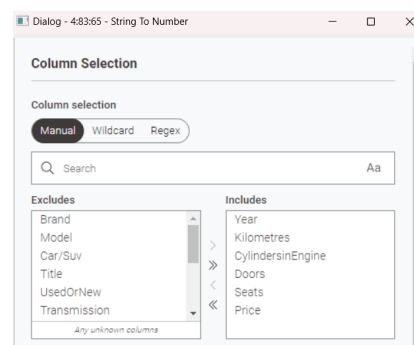 Dialog - 4:83:65 - String To Number
Column Selection
Column selection
Manual Wildcard Regex
Search Aa
Excludes
Brand
Model
Car/Suv
Title
UsedOrNew
Transmission
Any unknown columns
Includes
Year
Kilometres
CylindersinEngine
Doors
Seats
Price